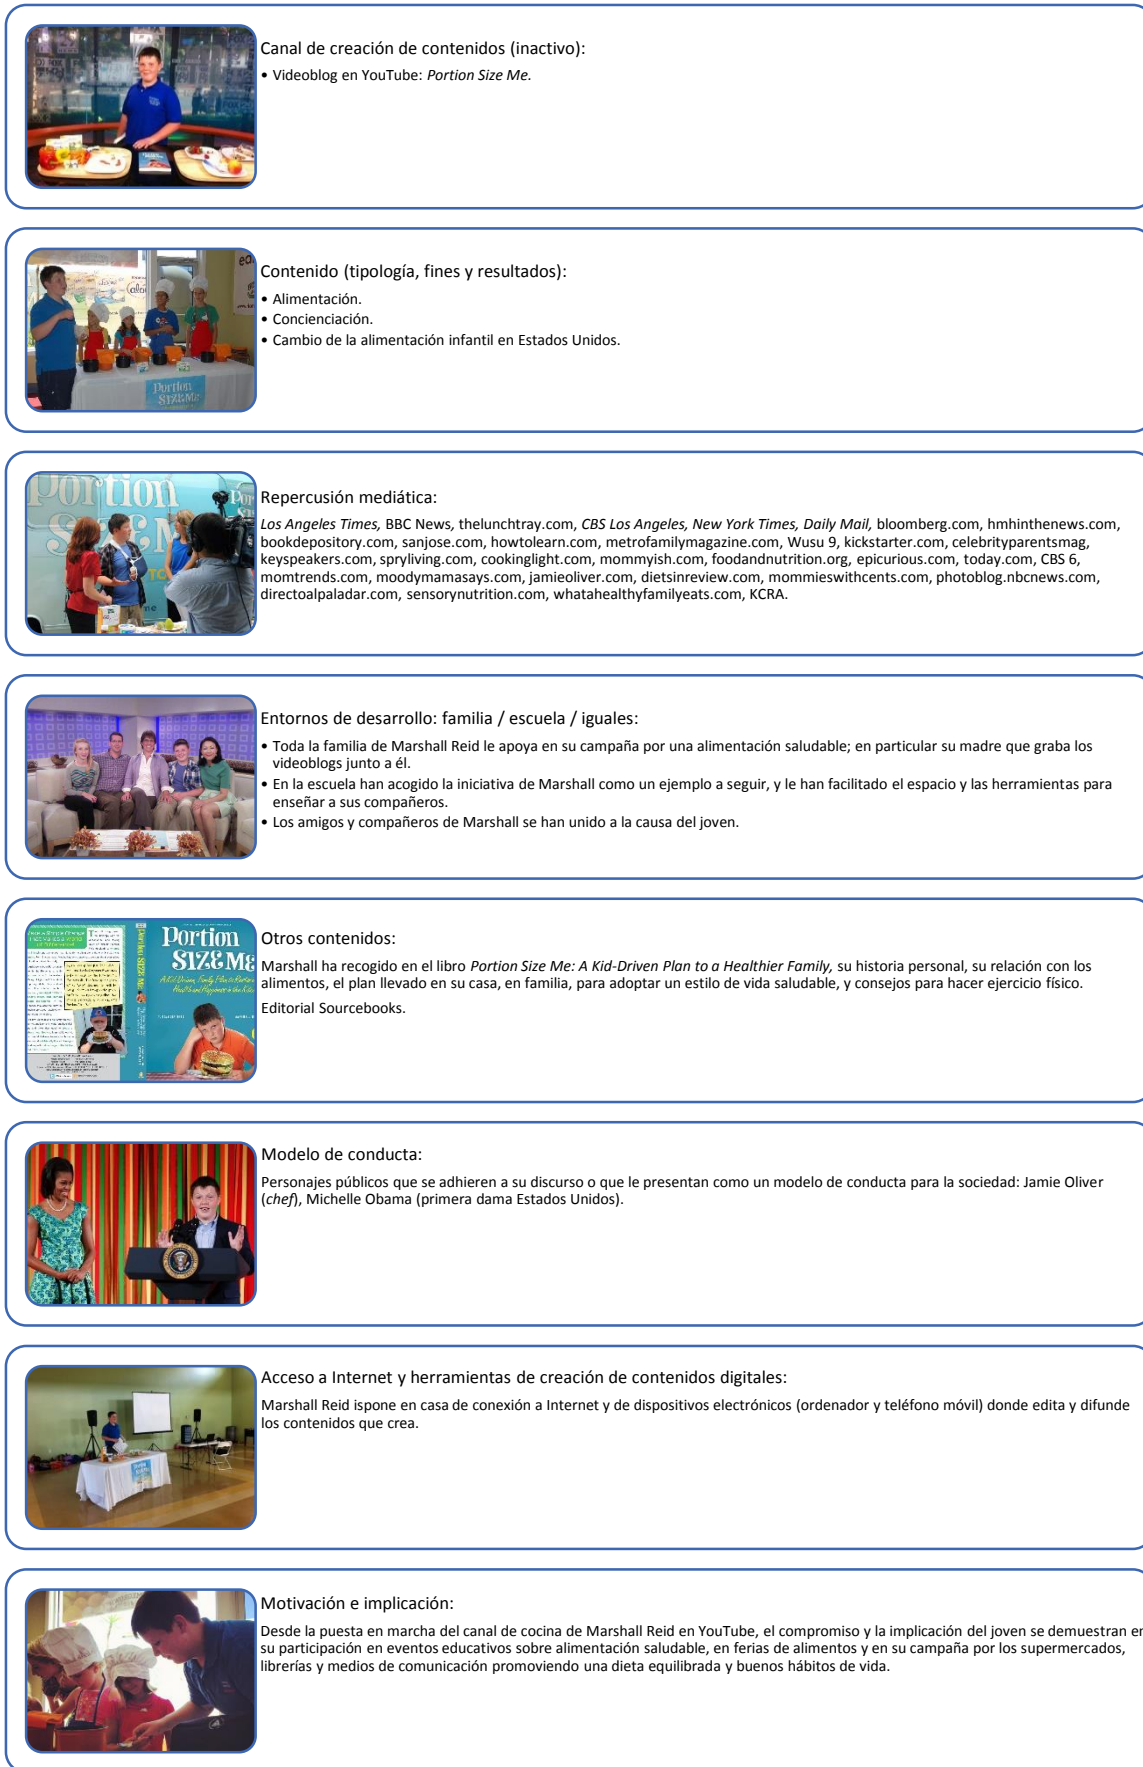 Canal de creación de contenidos (inactivo):
• Videoblog en YouTube: Portion Size Me.
Contenido (tipología, fines y resultados):
• Alimentación.
• Concienciación.
• Cambio de la alimentación infantil en Estados Unidos.
Portion
SIZE Me
Repercusión mediática:
Los Angeles Times, BBC News, thelunchtray.com, CBS Los Angeles, New York Times, Daily Mail, bloomberg.com, hmhinthenews.com,
bookdepository.com, sanjose.com, howtolearn.com, metrofamilymagazine.com, Wusu 9, kickstarter.com, celebrityparentsmag,
keyspeakers.com, spryliving.com, cookinglight.com, mommyish.com, foodandnutrition.org, epicurious.com, today.com, CBS 6,
momtrends.com, moodymamasays.com, jamieoliver.com, dietsinreview.com, mommieswithcents.com, photoblog.nbcnews.com,
directoalpaladar.com, sensorynutrition.com, whatahealthyfamilyeats.com, KCRA.
Portion
Entornos de desarrollo: familia / escuela / iguales:
• Toda la familia de Marshall Reid le apoya en su campaña por una alimentación saludable; en particular su madre que graba los
videoblogs junto a él.
• En la escuela han acogido la iniciativa de Marshall como un ejemplo a seguir, y le han facilitado el espacio y las herramientas para
enseñar a sus compañeros.
• Los amigos y compañeros de Marshall se han unido a la causa del joven.
Portion
SIZE Me
Otros contenidos:
Marshall ha recogido en el libro Portion Size Me: A Kid-Driven Plan to a Healthier Family, su historia personal, su relación con los
alimentos, el plan llevado en su casa, en familia, para adoptar un estilo de vida saludable, y consejos para hacer ejercicio físico.
Editorial Sourcebooks.
Modelo de conducta:
Personajes públicos que se adhieren a su discurso o que le presentan como un modelo de conducta para la sociedad: Jamie Oliver
(chef), Michelle Obama (primera dama Estados Unidos).
Acceso a Internet y herramientas de creación de contenidos digitales:
Marshall Reid ispone en casa de conexión a Internet y de dispositivos electrónicos (ordenador y teléfono móvil) donde edita y difunde
los contenidos que crea.
Motivación e implicación:
Desde la puesta en marcha del canal de cocina de Marshall Reid en YouTube, el compromiso y la implicación del joven se demuestran en
su participación en eventos educativos sobre alimentación saludable, en ferias de alimentos y en su campaña por los supermercados,
librerías y medios de comunicación promoviendo una dieta equilibrada y buenos hábitos de vida.